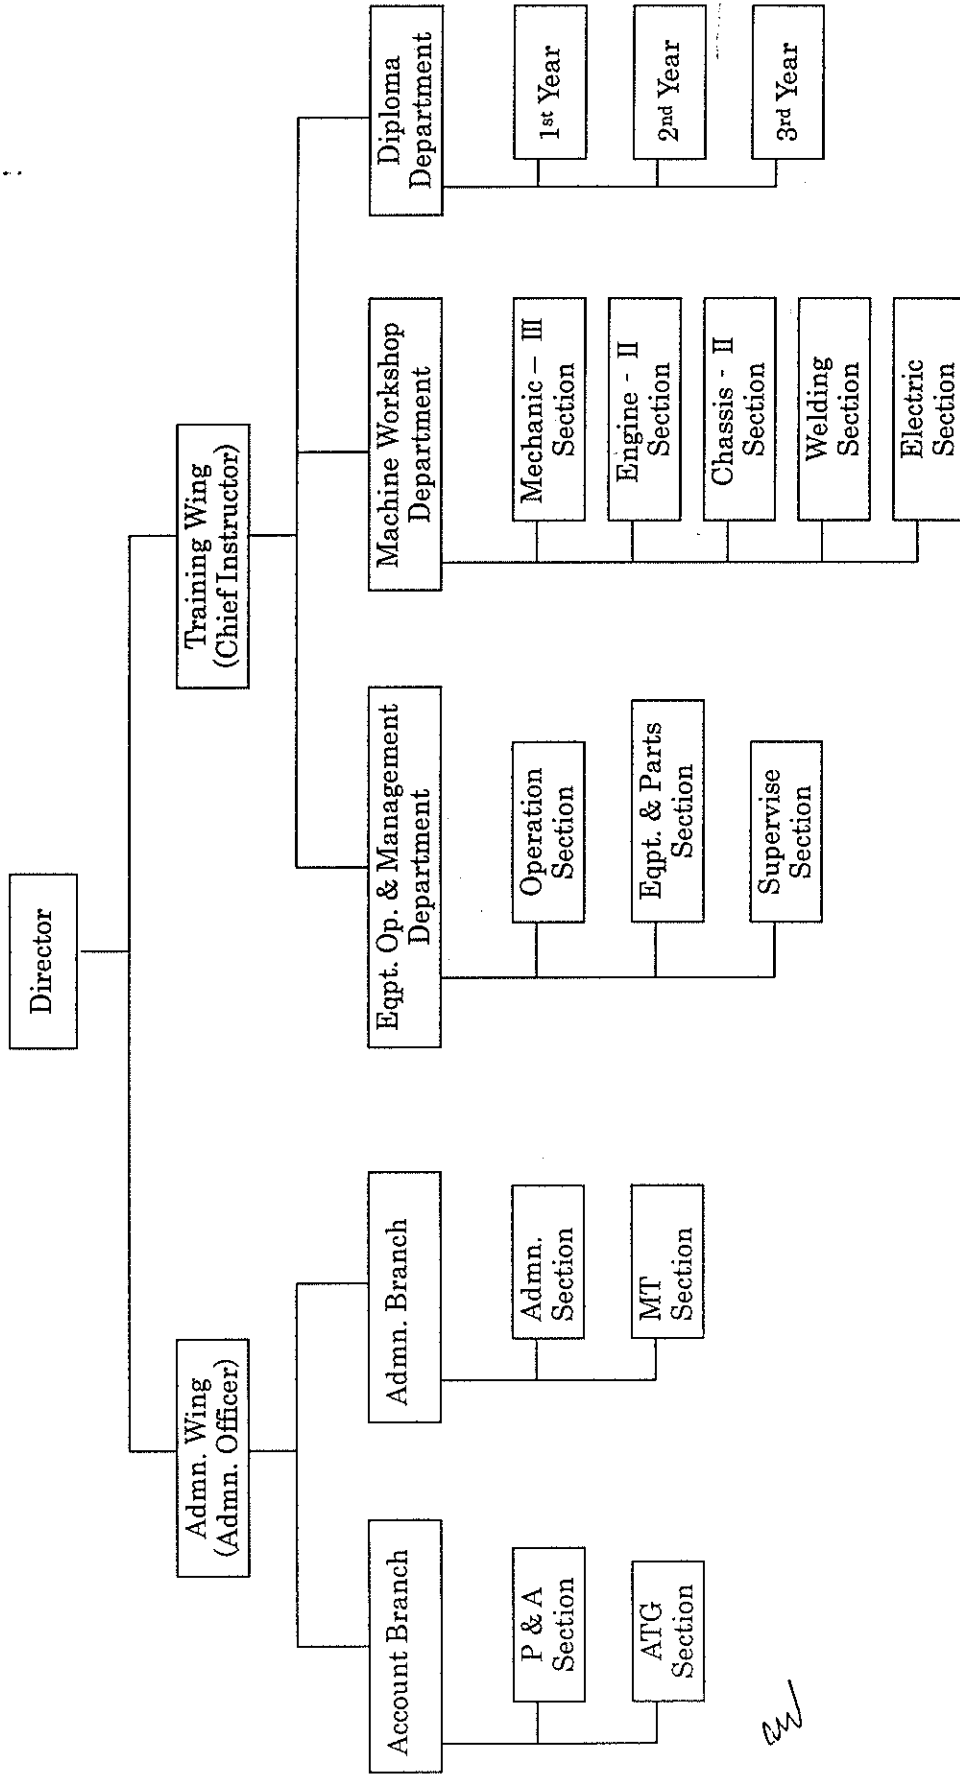 Director
Admn. Wing
(Admn. Officer)
Training Wing
(Chief Instructor)
Account Branch
Admn. Branch
Eqpt. Op. & Management
Department
Machine Workshop
Department
Diploma
Department
P & A
Section
ATG
Section
Admn.
Section
MT
Section
Operation
Section
Eqpt. & Parts
Section
Supervise
Section
Mechanic – III
Section
Engine - II
Section
Chassis - II
Section
Welding
Section
Electric
Section
1st Year
2nd Year
3rd Year